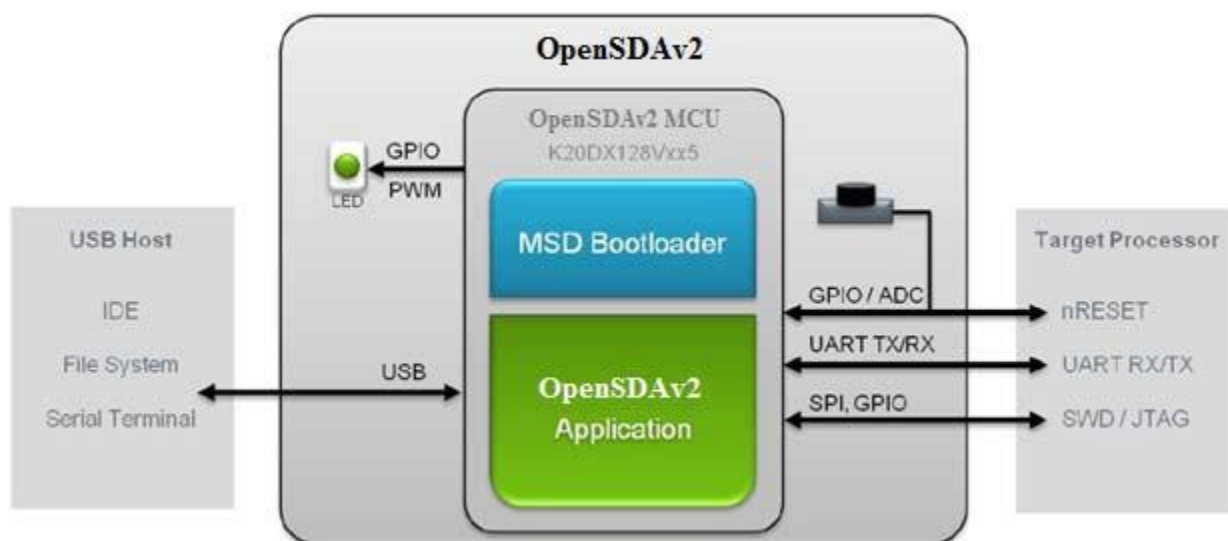 OpenSDAv2
OpenSDAv2 MCU
K20DX128Vxx5
GPIO
PWM
LED
MSD Bootloader
USB Host
IDE
File System
Serial Terminal
USB
OpenSDAv2
Application
GPIO / ADC
UART TX/RX
SPI, GPIO
Target Processor
nRESET
UART RX/TX
SWD / JTAG